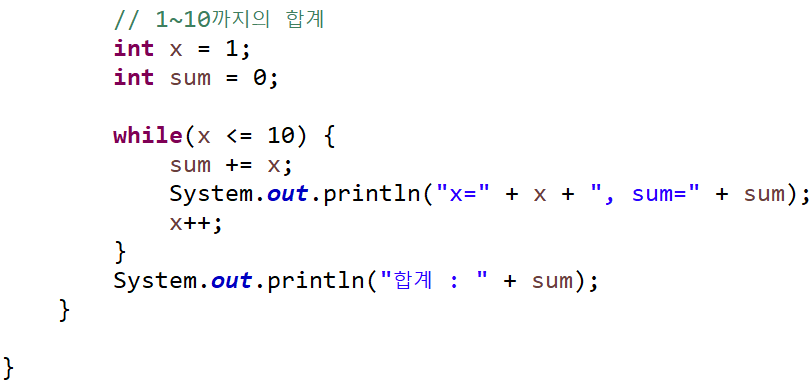 // 1~10까지의 합계
int x = 1;
int sum = 0;
while(x <= 10) {
sum += x;
System.out.println("x=" + x + ", sum=" + sum);
x++;
}
System.out.println("합계 : " + sum);
}
}